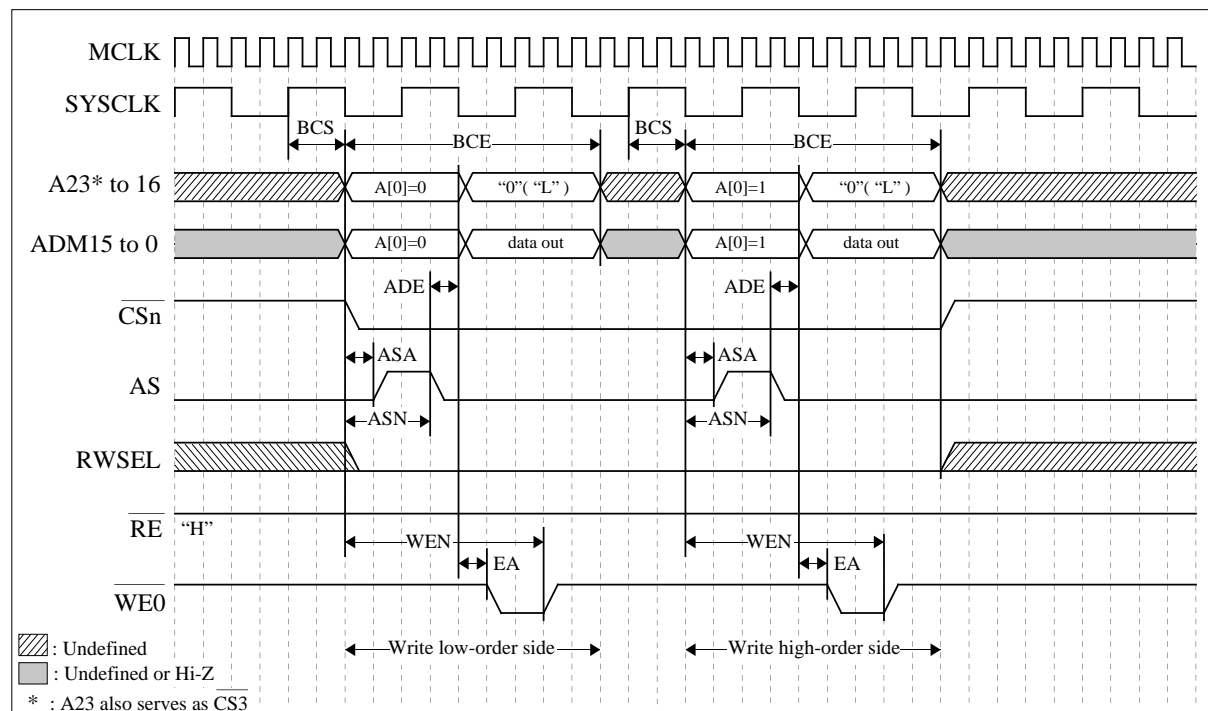 MCLK
SYSCLK
BCS
BCE
BCS
BCE
A23* to 16
A[0]=0
“0”( “L” )
A[0]=1
“0”( “L” )
ADM15 to 0
A[0]=0
data out
A[0]=1
data out
ADE
ADE
CSn
ASA
ASA
AS
ASN
ASN
RWSEL
RE
“H”
WEN
WEN
EA
EA
WE0
Write low-order side
Write high-order side
: Undefined
: Undefined or Hi-Z
* : A23 also serves as CS3